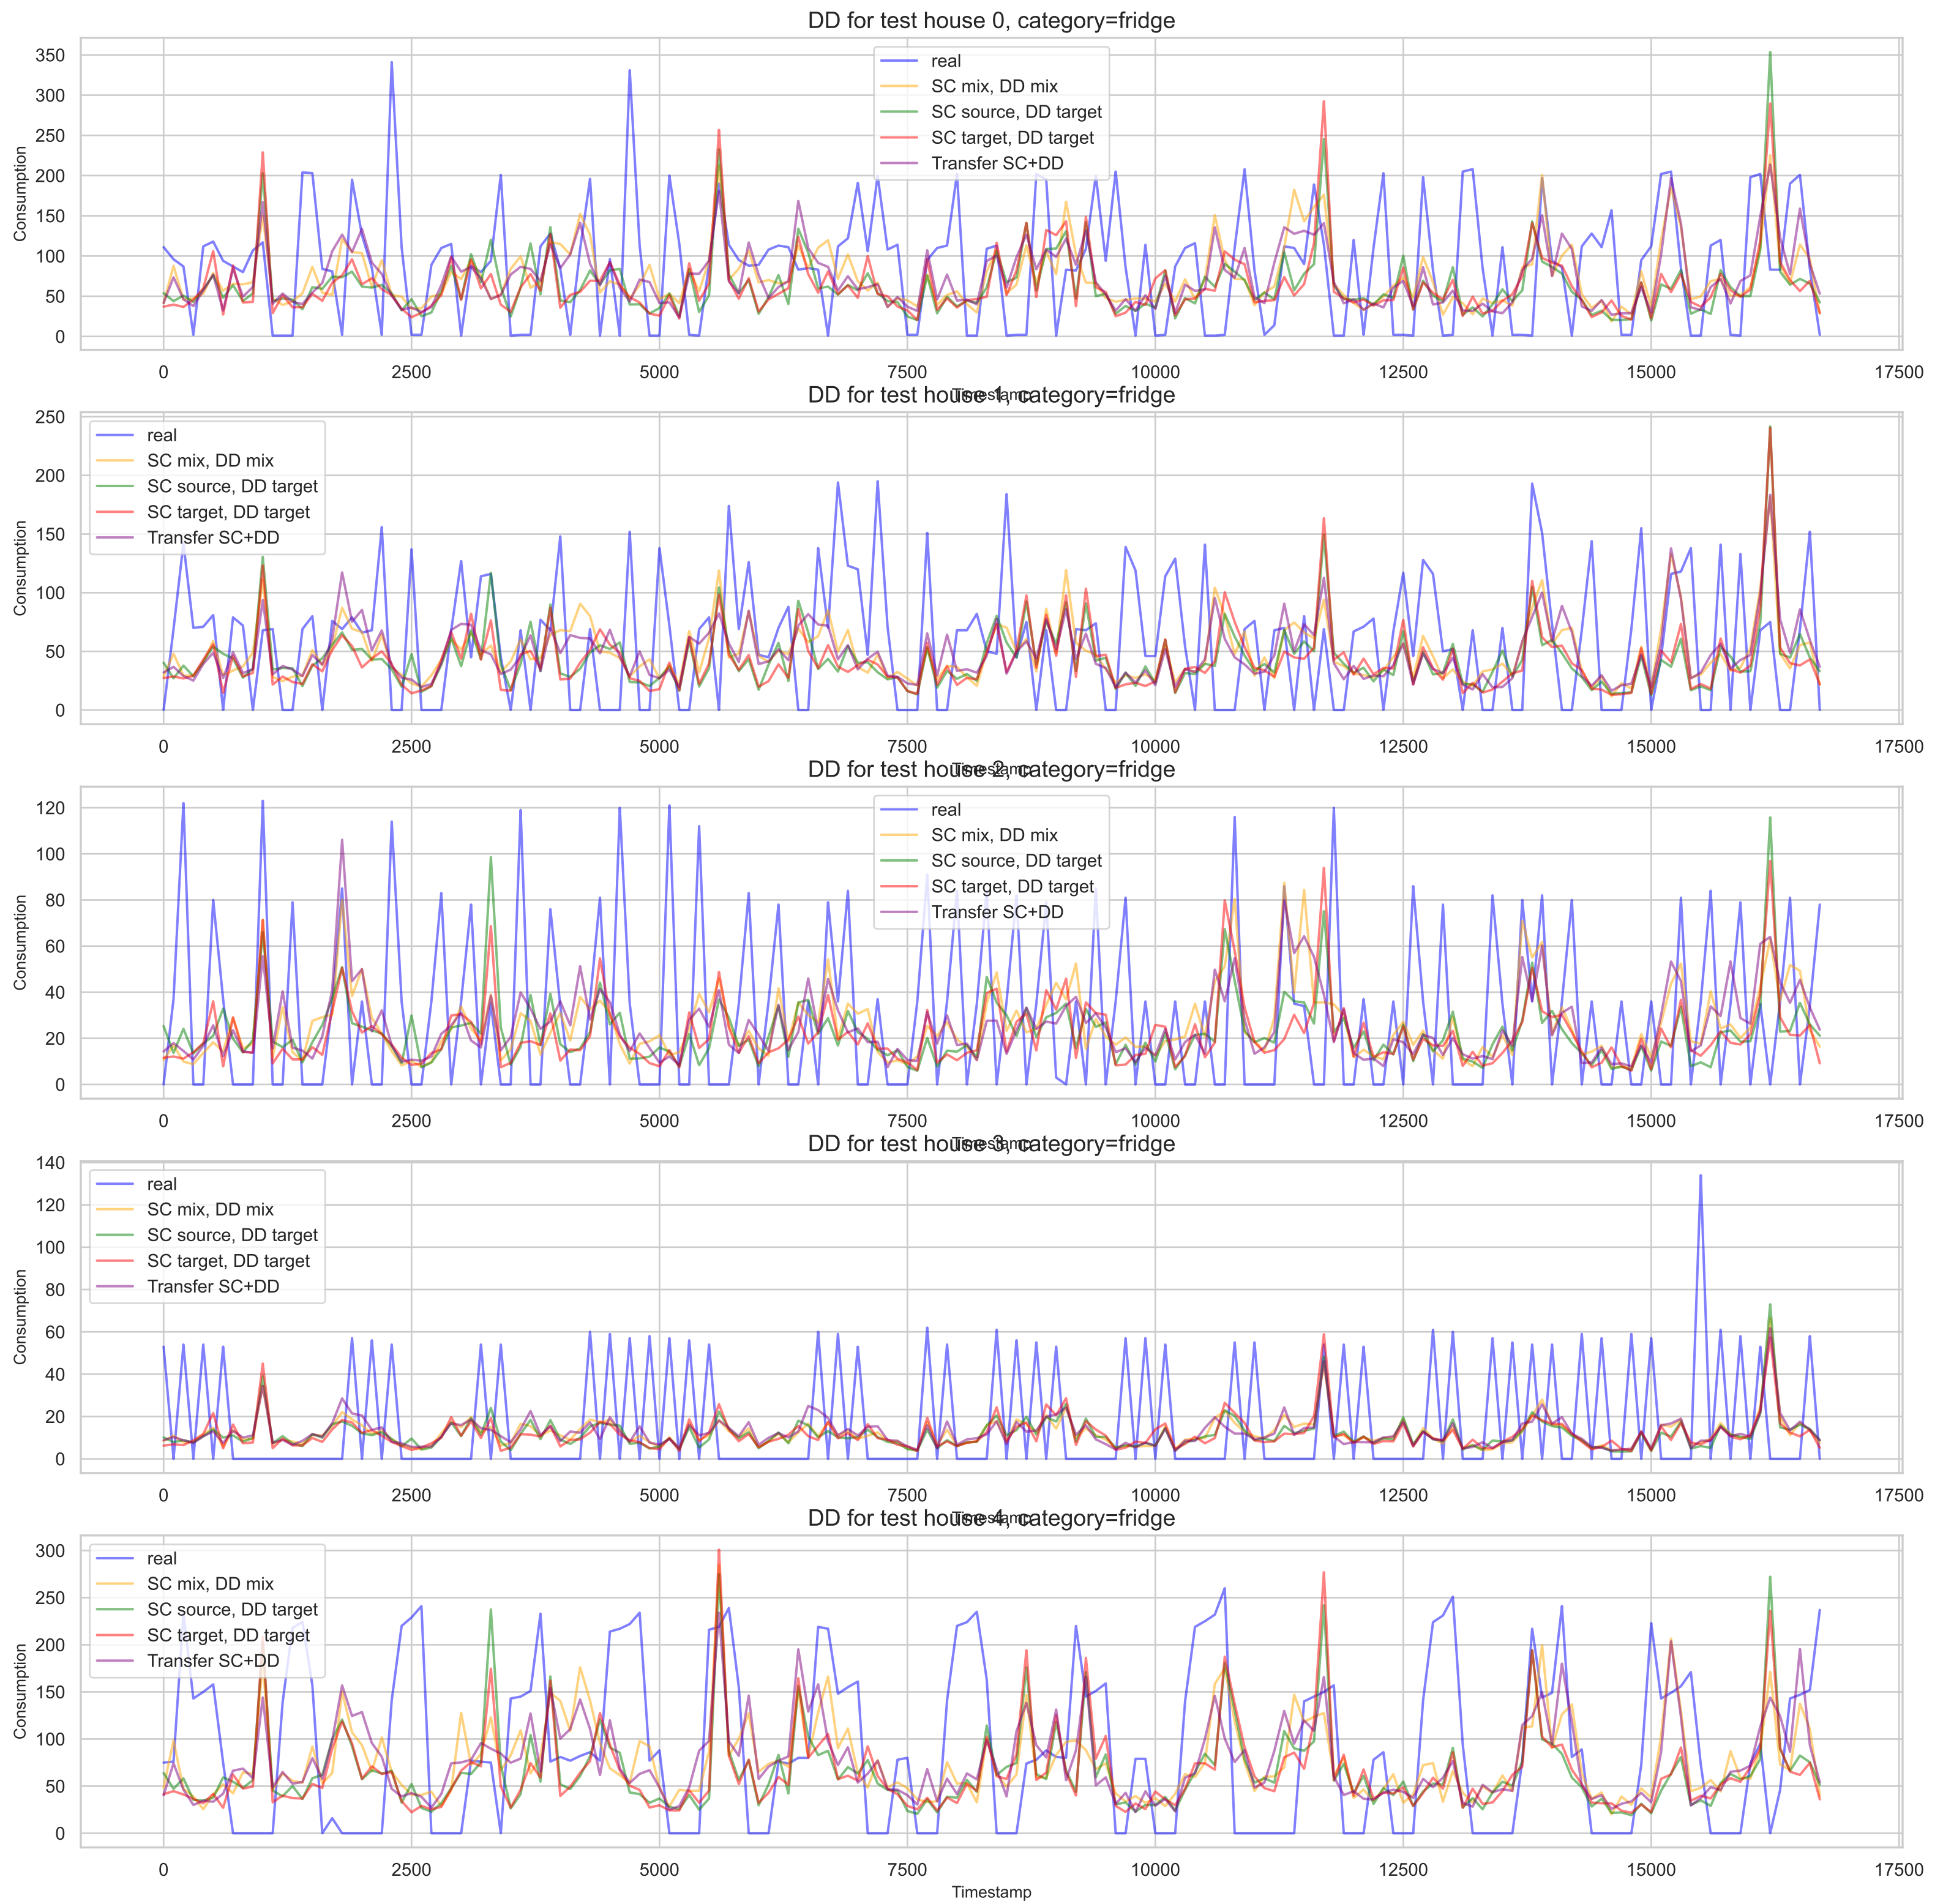 DD for test house 0, category=fridge
Consumption
350
300
250
200
150
100
50
0
real
SC mix, DD mix
SC source, DD target
SC target, DD target
Transfer SC+DD
0 2500 5000 7500 10000 12500 15000 17500
Timestamp
DD for test house 1, category=fridge
Consumption
250
200
150
100
50
0
real
SC mix, DD mix
SC source, DD target
SC target, DD target
Transfer SC+DD
0 2500 5000 7500 10000 12500 15000 17500
Timestamp
DD for test house 2, category=fridge
Consumption
120
100
80
60
40
20
0
real
SC mix, DD mix
SC source, DD target
SC target, DD target
Transfer SC+DD
0 2500 5000 7500 10000 12500 15000 17500
Timestamp
DD for test house 3, category=fridge
Consumption
140
120
100
80
60
40
20
0
real
SC mix, DD mix
SC source, DD target
SC target, DD target
Transfer SC+DD
0 2500 5000 7500 10000 12500 15000 17500
Timestamp
DD for test house 4, category=fridge
Consumption
300
250
200
150
100
50
0
real
SC mix, DD mix
SC source, DD target
SC target, DD target
Transfer SC+DD
0 2500 5000 7500 10000 12500 15000 17500
Timestamp